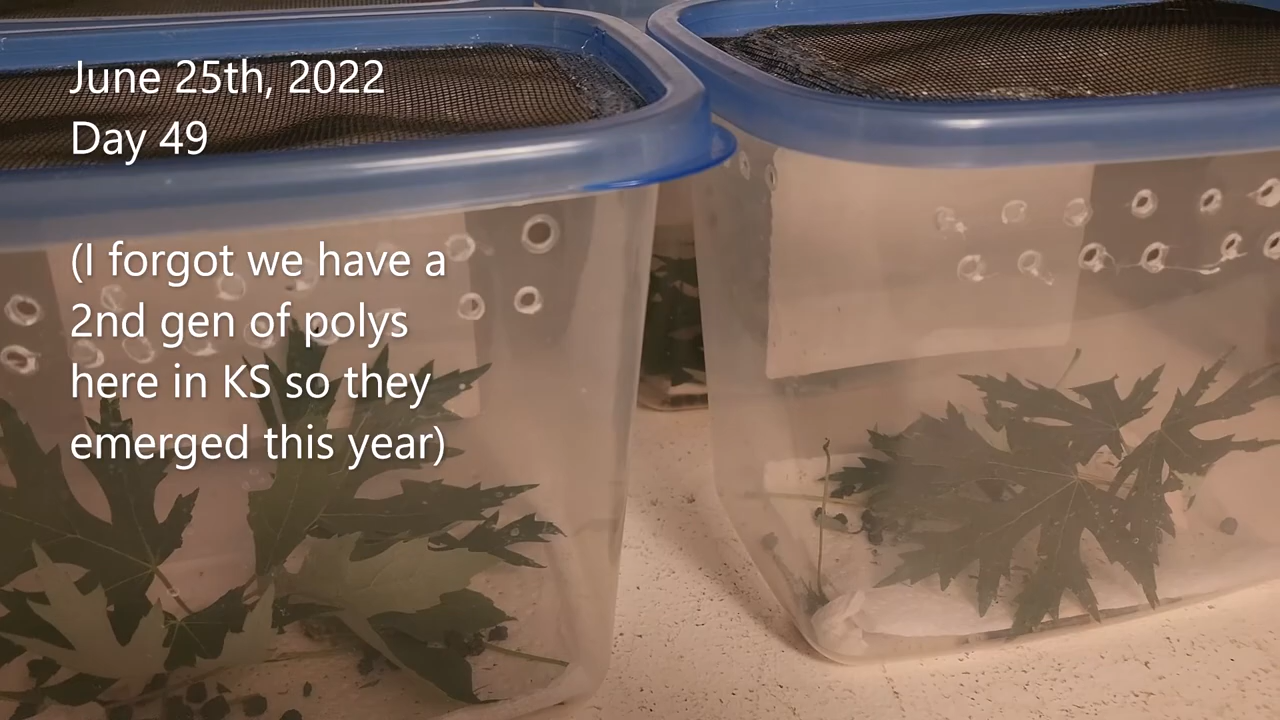 June 25th, 2022
Day 49
(I forgot we have a
2nd gen of polys
here in KS so they
emerged this year)